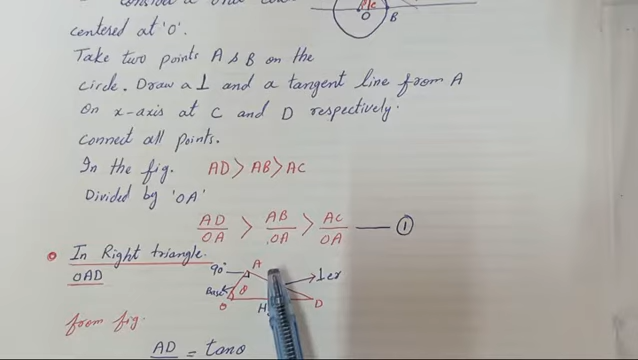 centered at 'O'.
Take two points A & B on the
circle. Draw a ⊥ and a tangent line from A
on x-axis at C and D respectively.
Connect all points.
In the fig. AD > AB > AC
Divided by 'OA'
AD/OA > AB/OA > AC/OA — ①
In Right triangle.
OAD
90° A
Base θ ⊥er
O H D
from fig.
AD = tanθ
O B